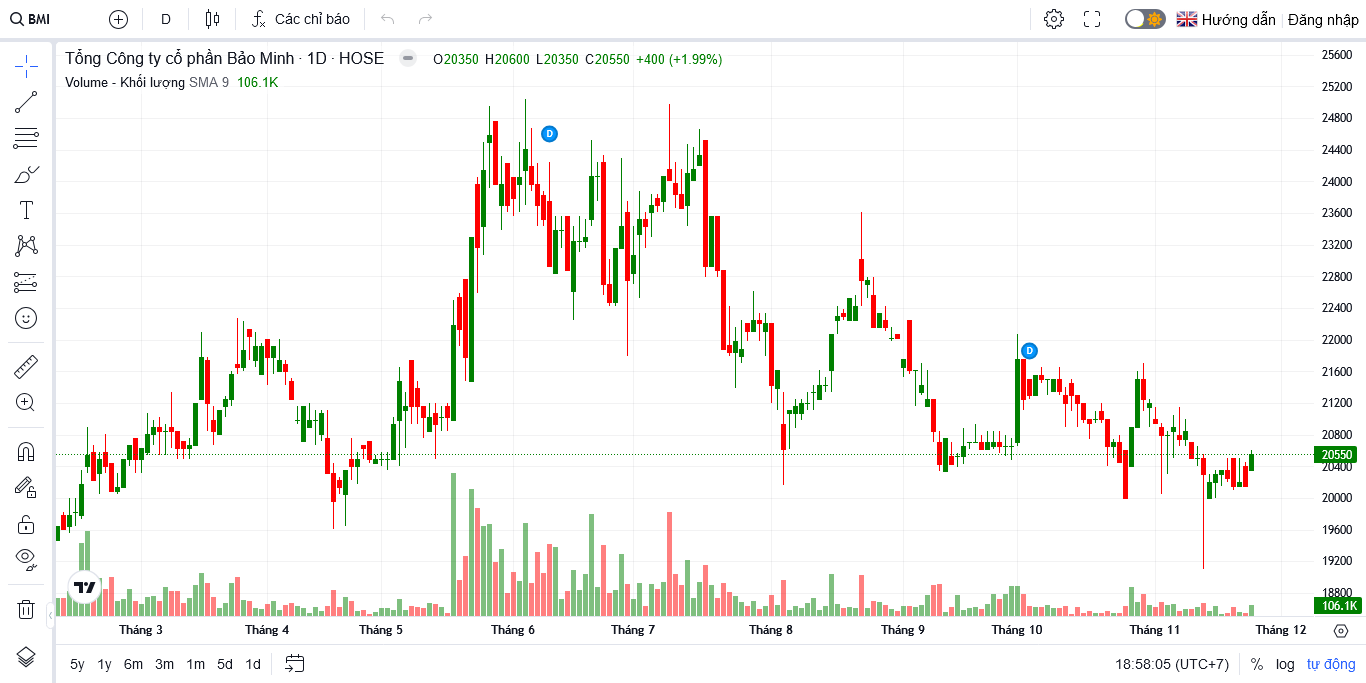 BMI D Các chỉ báo Hướng dẫn Đăng nhập
Tổng Công ty cổ phần Bảo Minh · 1D · HOSE O20350 H20600 L20350 C20550 +400 (+1.99%)
Volume - Khối lượng SMA 9 106.1K
D
D
25600
25200
24800
24400
24000
23600
23200
22800
22400
22000
21600
21200
20800
20550
20400
20000
19600
19200
18800
106.1K
Tháng 3 Tháng 4 Tháng 5 Tháng 6 Tháng 7 Tháng 8 Tháng 9 Tháng 10 Tháng 11 Tháng 12
5y 1y 6m 3m 1m 5d 1d 18:58:05 (UTC+7) % log tự động